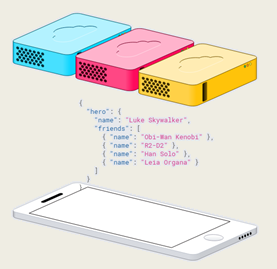 {
"hero": {
"name": "Luke Skywalker",
"friends": [
{ "name": "Obi-Wan Kenobi" },
{ "name": "R2-D2" },
{ "name": "Han Solo" },
{ "name": "Leia Organa" }
]
}